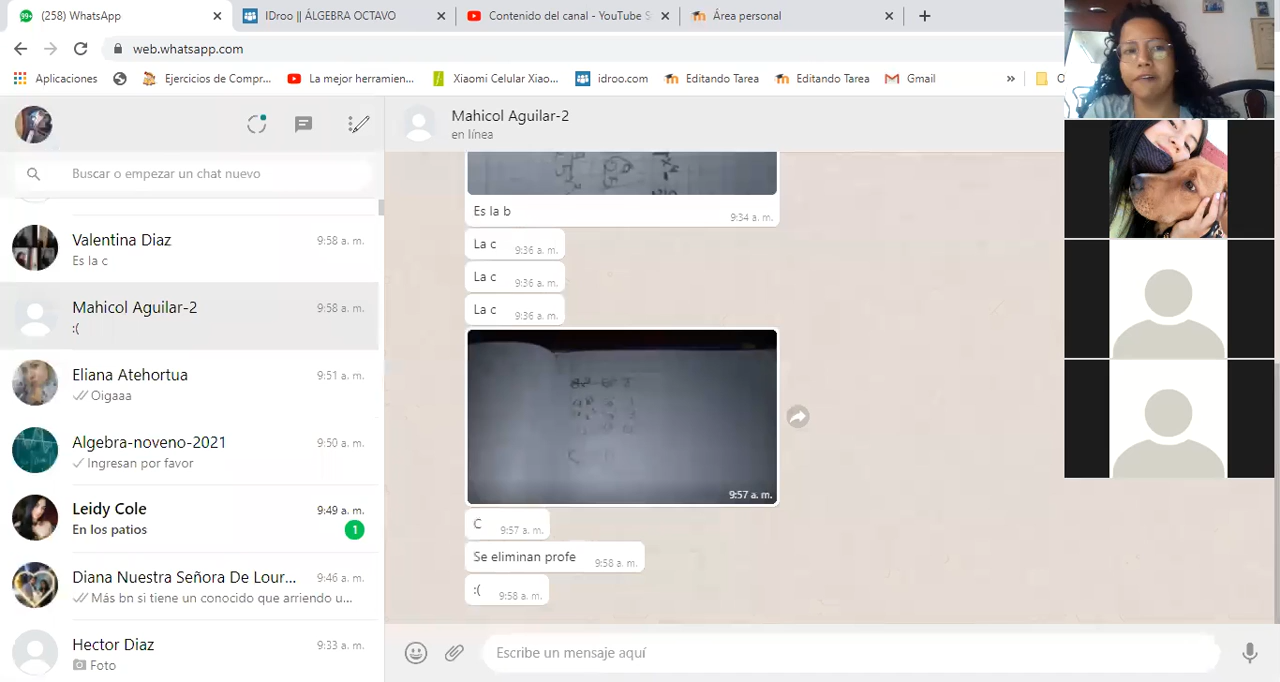 (258) WhatsApp
IDroo || ÁLGEBRA OCTAVO
Contenido del canal - YouTube S
Área personal
web.whatsapp.com
Aplicaciones
Ejercicios de Compr...
La mejor herramien...
Xiaomi Celular Xiao...
idroo.com
Editando Tarea
Editando Tarea
Gmail
»
Mahicol Aguilar-2
en línea
Buscar o empezar un chat nuevo
Valentina Diaz 9:58 a. m.
Es la c
Mahicol Aguilar-2 9:58 a. m.
:(
Eliana Atehortua 9:51 a. m.
Oigaaa
Algebra-noveno-2021 9:50 a. m.
Ingresan por favor
Leidy Cole 9:49 a. m.
En los patios 1
Diana Nuestra Señora De Lour... 9:46 a. m.
Más bn si tiene un conocido que arriendo u...
Hector Diaz 9:33 a. m.
Foto
Es la b 9:34 a. m.
La c 9:36 a. m.
La c 9:36 a. m.
La c 9:36 a. m.
9:57 a. m.
C 9:57 a. m.
Se eliminan profe 9:58 a. m.
:( 9:58 a. m.
Escribe un mensaje aquí